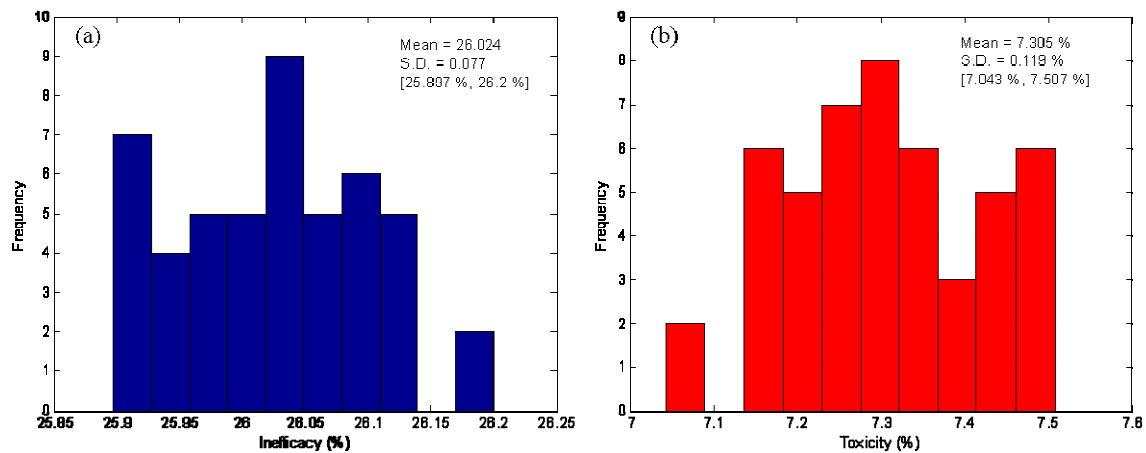 (a)
Mean = 26.024
S.D. = 0.077
[25.897 %, 26.2 %]
10
9
8
7
6
5
4
3
2
1
0
Frequency
25.85 25.9 25.95 26 26.05 26.1 26.15 26.2 26.25
Inefficacy (%)
(b)
Mean = 7.305 %
S.D. = 0.119 %
[7.043 %, 7.507 %]
9
8
7
6
5
4
3
2
1
0
Frequency
7 7.1 7.2 7.3 7.4 7.5 7.6
Toxicity (%)